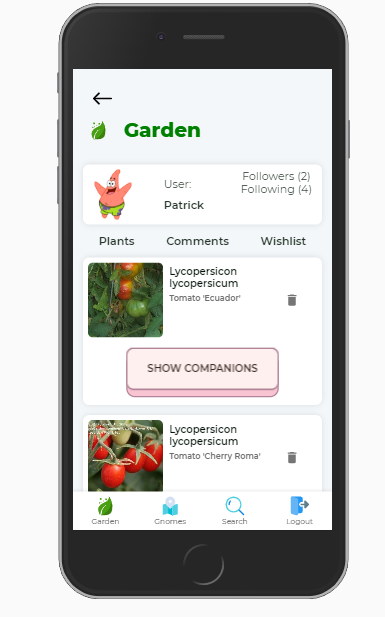 Garden
User:
Patrick
Followers (2)
Following (4)
Plants Comments Wishlist
Lycopersicon
lycopersicum
Tomato 'Ecuador'
SHOW COMPANIONS
Lycopersicon
lycopersicum
Tomato 'Cherry Roma'
Garden Gnomes Search Logout